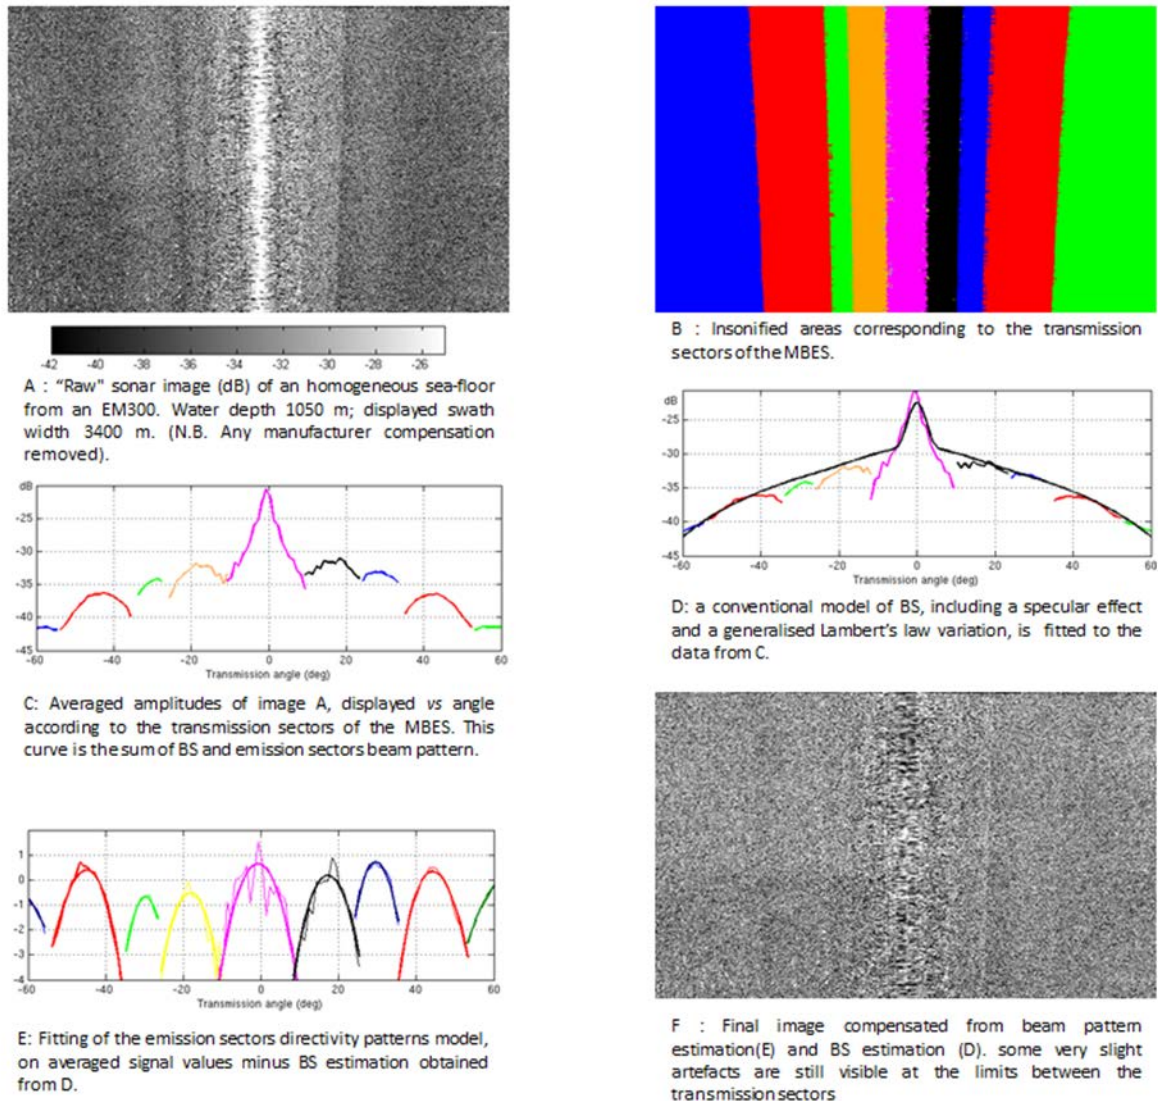 -42 -40 -38 -36 -34 -32 -30 -28 -26
A : “Raw" sonar image (dB) of an homogeneous sea-floor
from an EM300. Water depth 1050 m; displayed swath
width 3400 m. (N.B. Any manufacturer compensation
removed).
B : Insonified areas corresponding to the transmission
sectors of the MBES.
dB
-25
-30
-35
-40
-45
-60 -40 -20 0 20 40 60
Transmission angle (deg)
C: Averaged amplitudes of image A, displayed vs angle
according to the transmission sectors of the MBES. This
curve is the sum of BS and emission sectors beam pattern.
dB
-25
-30
-35
-40
-45
-60 -40 -20 0 20 40 60
Transmission angle (deg)
D: a conventional model of BS, including a specular effect
and a generalised Lambert’s law variation, is fitted to the
data from C.
1
0
-1
-2
-3
-4
-60 -40 -20 0 20 40 60
Transmission angle (deg)
E: Fitting of the emission sectors directivity patterns model,
on averaged signal values minus BS estimation obtained
from D.
F : Final image compensated from beam pattern
estimation(E) and BS estimation (D). some very slight
artefacts are still visible at the limits between the
transmission sectors